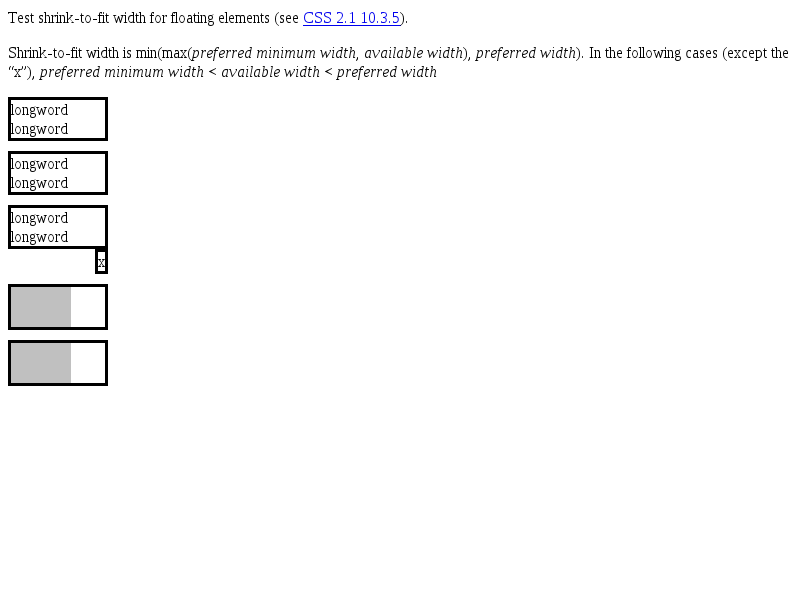 Test shrink-to-fit width for floating elements (see CSS 2.1 10.3.5).
Shrink-to-fit width is min(max(preferred minimum width, available width), preferred width). In the following cases (except the
“x”), preferred minimum width < available width < preferred width
longword
longword
longword
longword
longword
longword
x